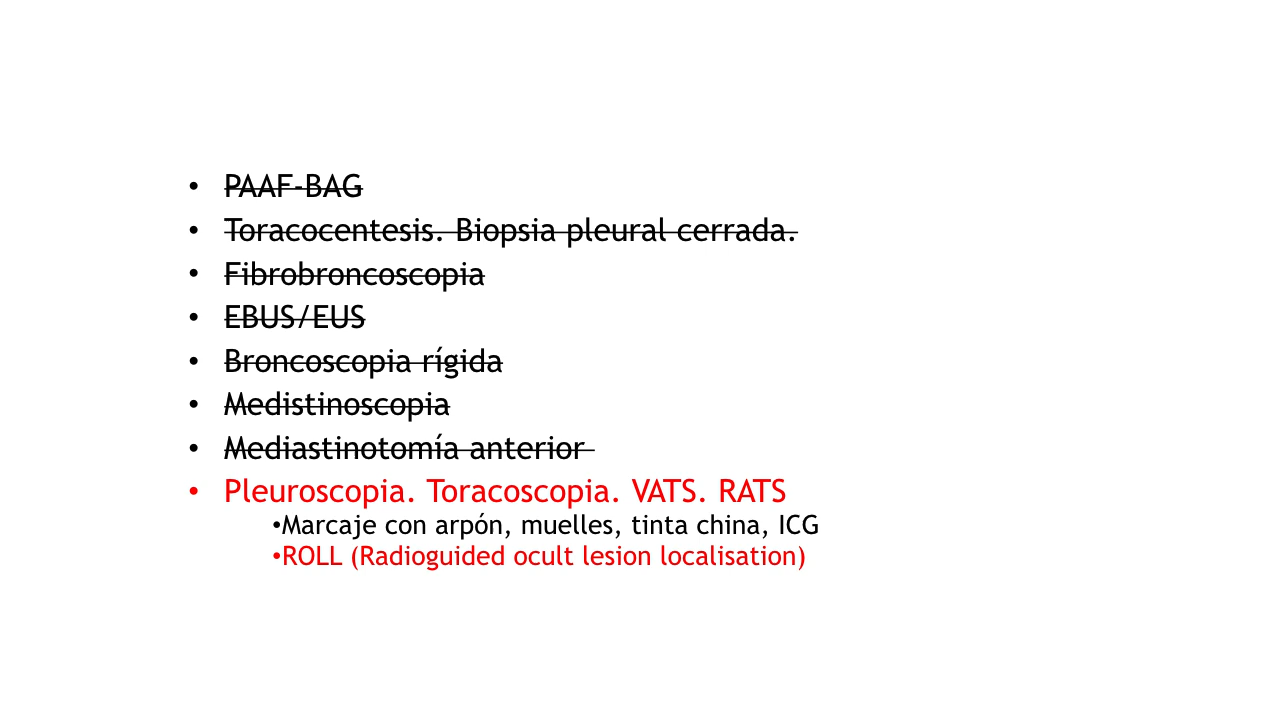 • PAAF-BAG
• Toracocentesis. Biopsia pleural cerrada.
• Fibrobroncoscopia
• EBUS/EUS
• Broncoscopia rígida
• Medistinoscopia
• Mediastinotomía anterior
• Pleuroscopia. Toracoscopia. VATS. RATS
•Marcaje con arpón, muelles, tinta china, ICG
•ROLL (Radioguided ocult lesion localisation)